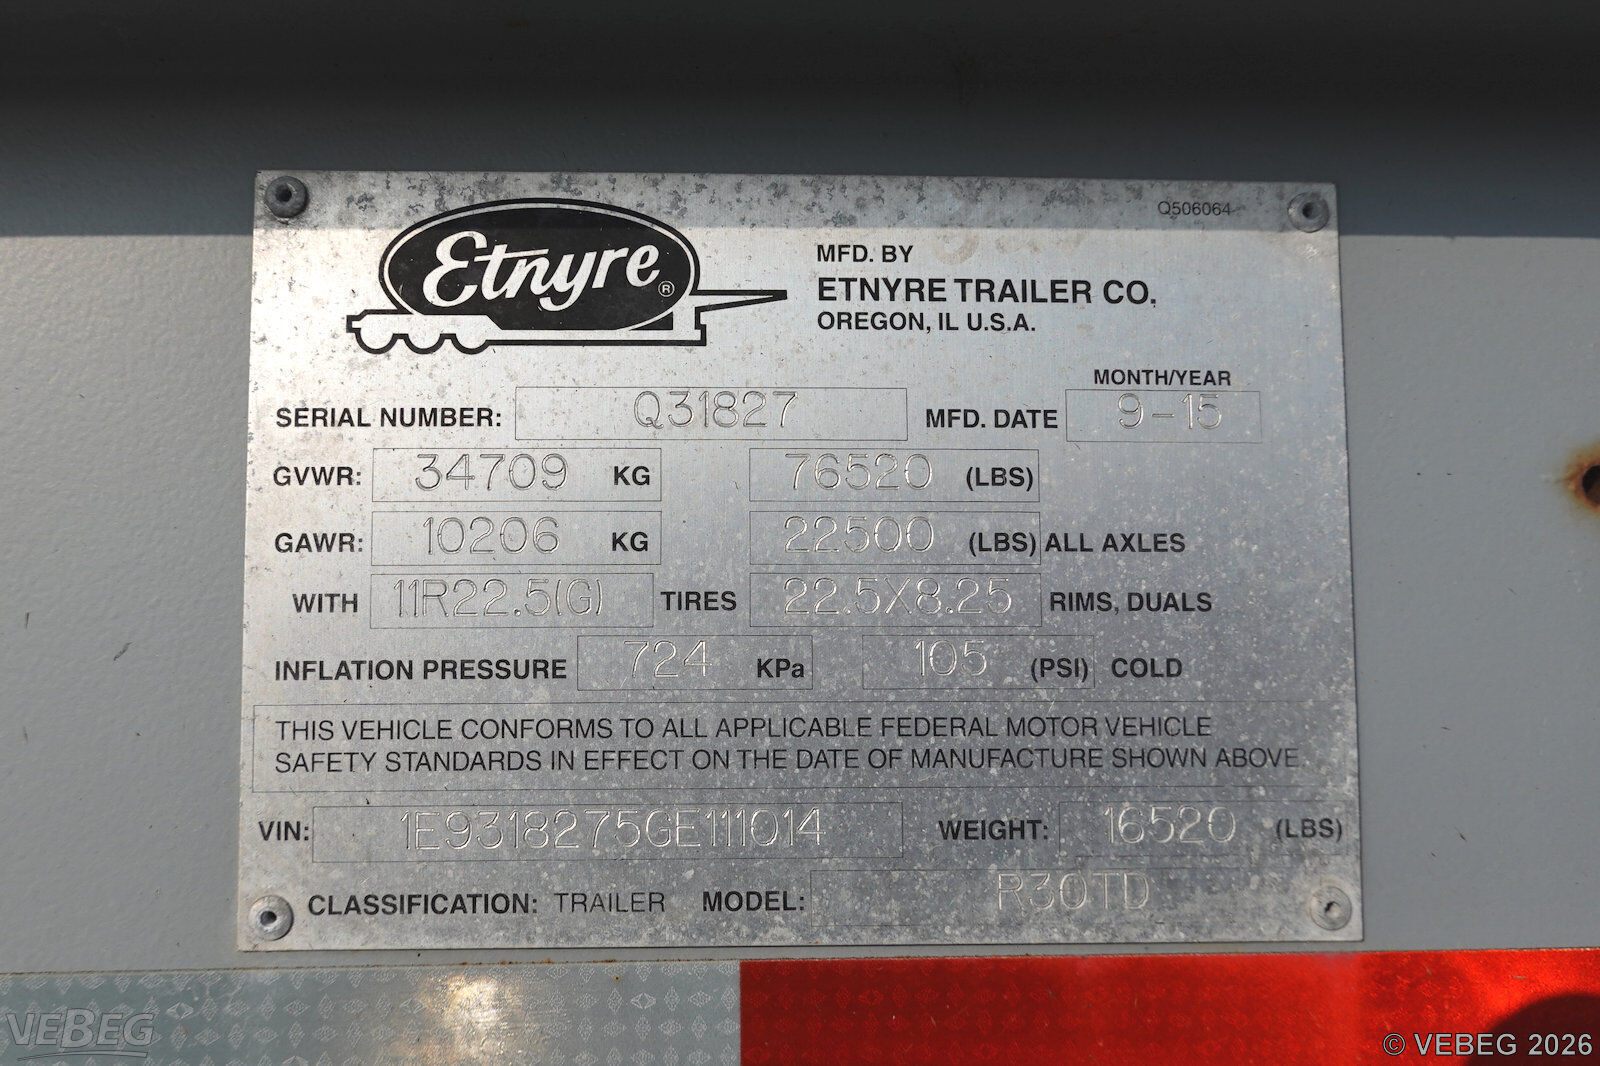 Q506064
Etnyre®
MFD. BY
ETNYRE TRAILER CO.
OREGON, IL U.S.A.
MONTH/YEAR
SERIAL NUMBER: Q31827 MFD. DATE 9-15
GVWR: 34709 KG 76520 (LBS)
GAWR: 10206 KG 22500 (LBS) ALL AXLES
WITH 11R22.5(G) TIRES 22.5X8.25 RIMS, DUALS
INFLATION PRESSURE 724 KPa 105 (PSI) COLD
THIS VEHICLE CONFORMS TO ALL APPLICABLE FEDERAL MOTOR VEHICLE
SAFETY STANDARDS IN EFFECT ON THE DATE OF MANUFACTURE SHOWN ABOVE.
VIN: 1E9318275GE111014 WEIGHT: 16520 (LBS)
CLASSIFICATION: TRAILER MODEL: R30TD
VEBEG
© VEBEG 2026